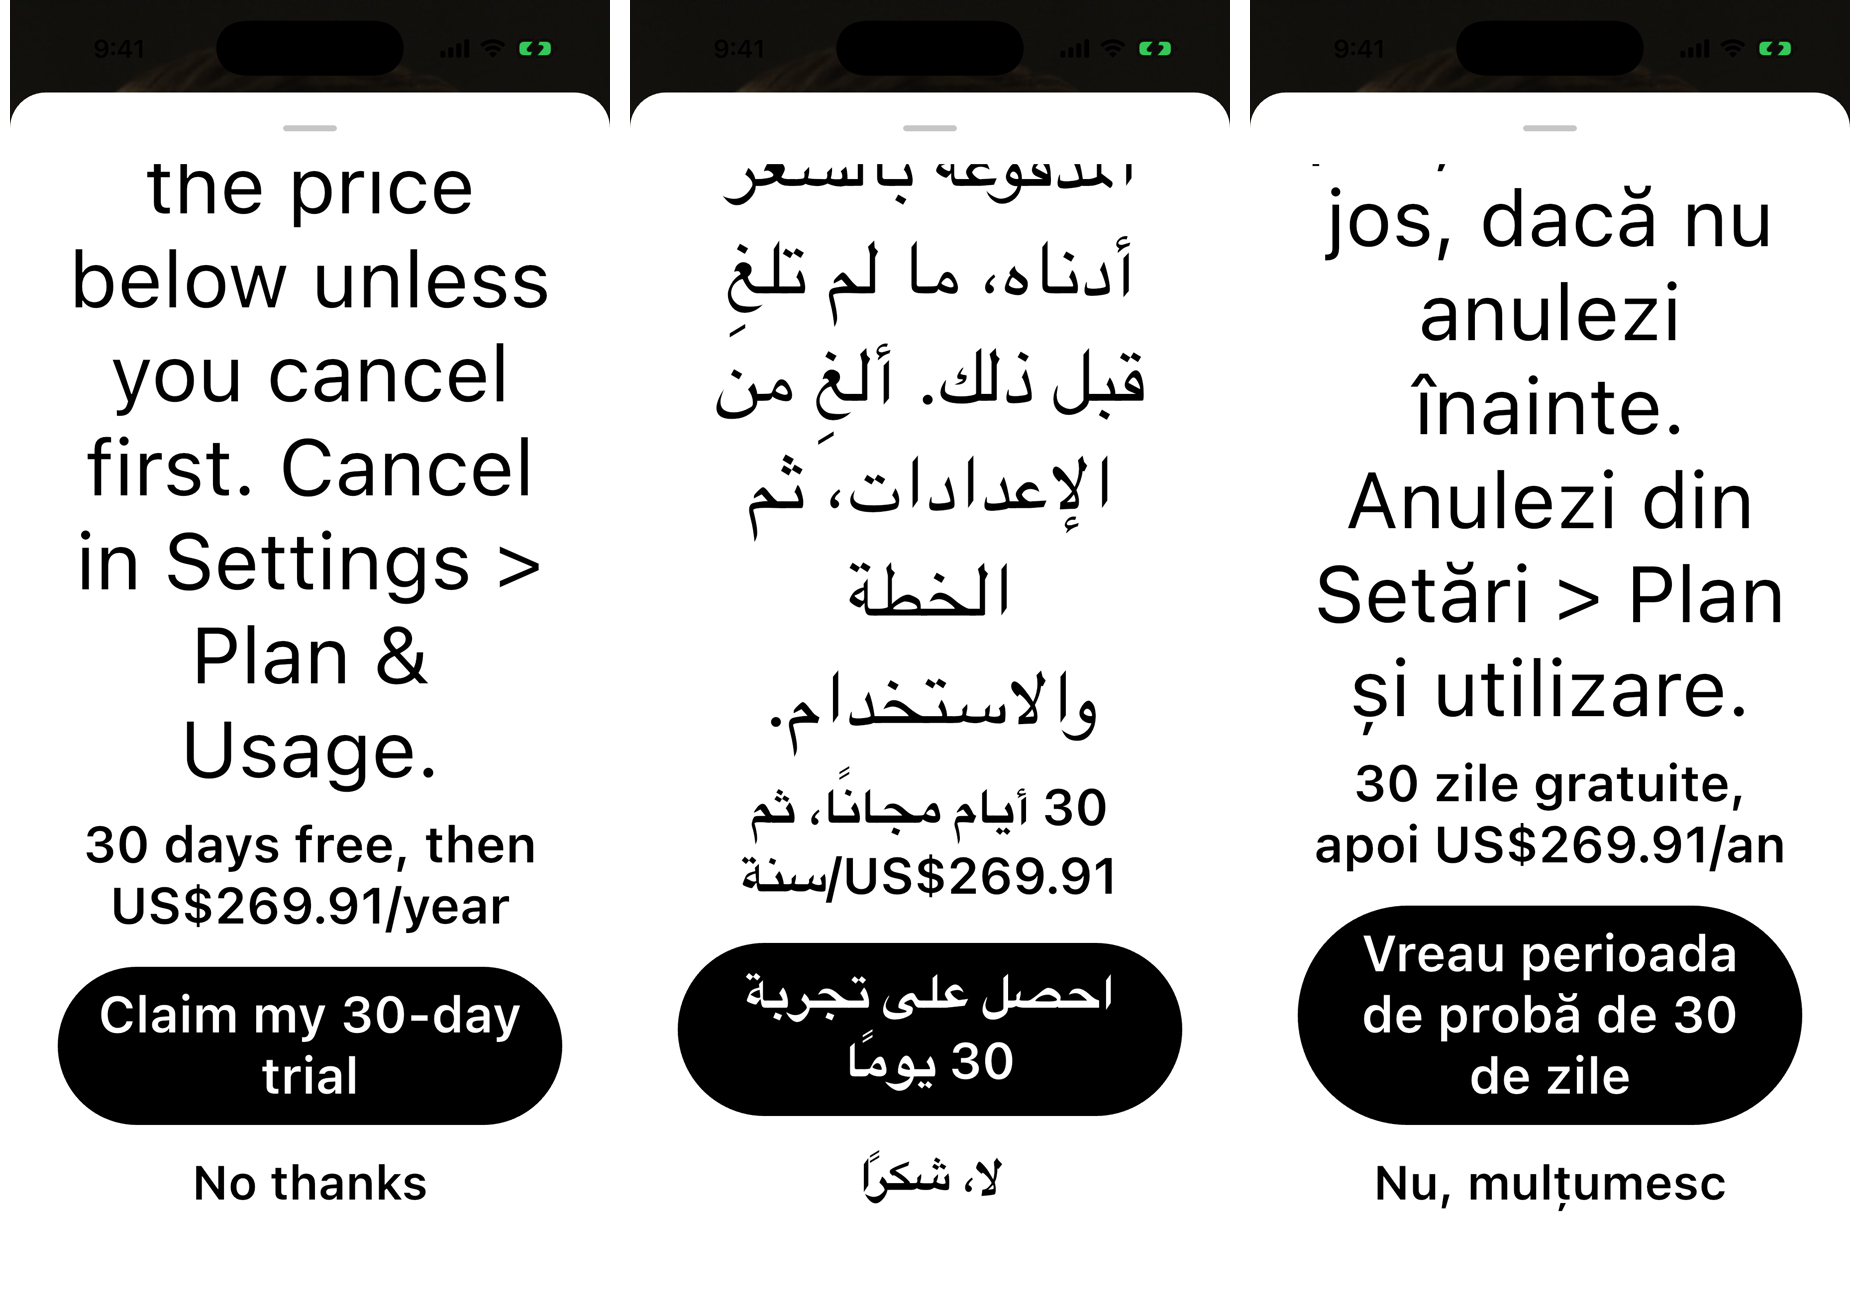 9:41
the price
below unless
you cancel
first. Cancel
in Settings >
Plan &
Usage.
30 days free, then
US$269.91/year
Claim my 30-day
trial
No thanks
9:41
المدفوعة بالسعر
أدناه، ما لم تلغِ
قبل ذلك. ألغِ من
الإعدادات، ثم
الخطة
والاستخدام.
30 أيام مجانًا، ثم
US$269.91/سنة
احصل على تجربة
30 يومًا
لا، شكرًا
9:41
jos, dacă nu
anulezi
înainte.
Anulezi din
Setări > Plan
și utilizare.
30 zile gratuite,
apoi US$269.91/an
Vreau perioada
de probă de 30
de zile
Nu, mulțumesc